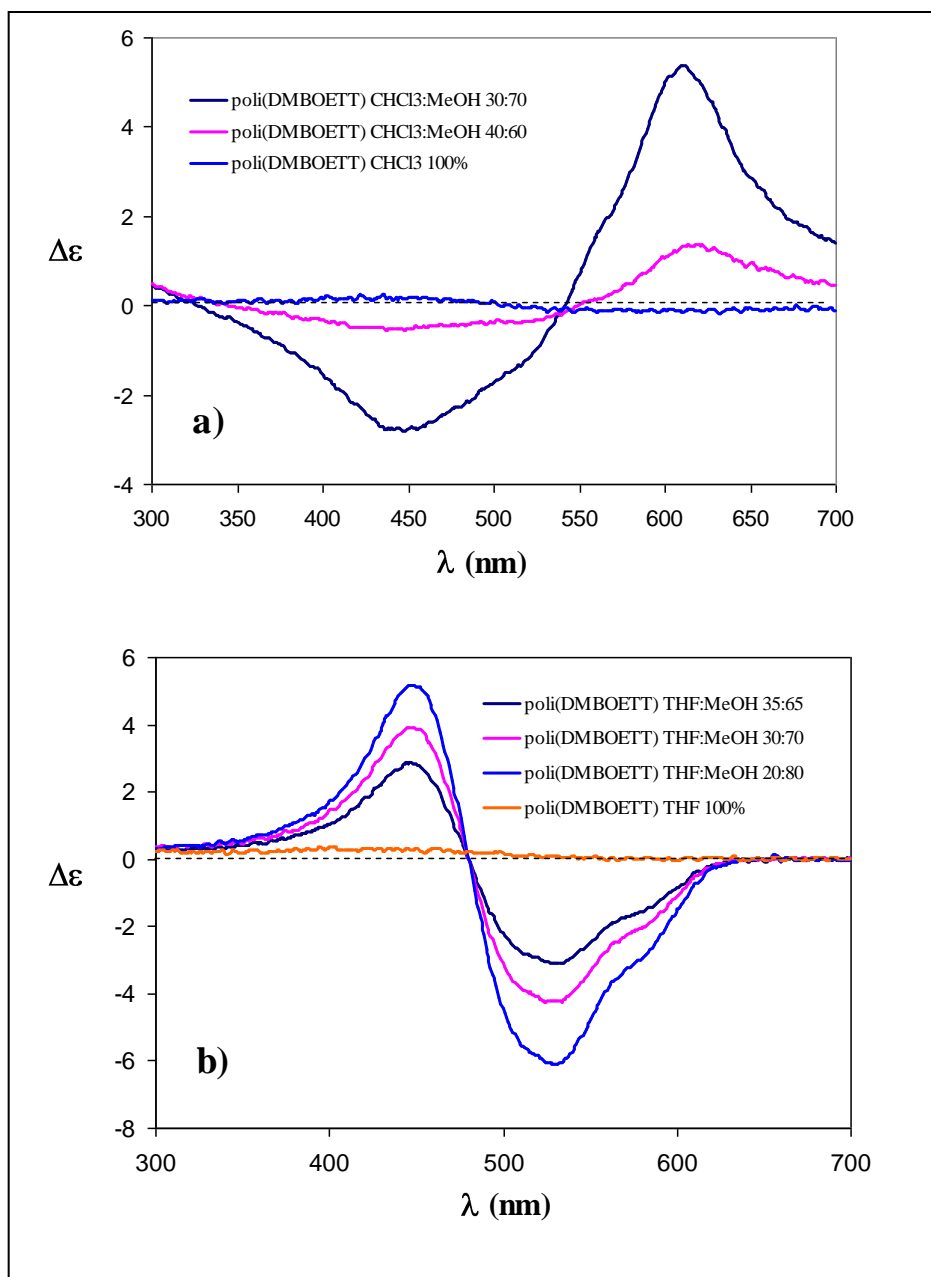 6
4
2
0
-2
-4
Δε
poli(DMBOETT) CHCl3:MeOH 30:70
poli(DMBOETT) CHCl3:MeOH 40:60
poli(DMBOETT) CHCl3 100%
a)
300 350 400 450 500 550 600 650 700
λ (nm)
6
4
2
0
-2
-4
-6
-8
Δε
poli(DMBOETT) THF:MeOH 35:65
poli(DMBOETT) THF:MeOH 30:70
poli(DMBOETT) THF:MeOH 20:80
poli(DMBOETT) THF 100%
b)
300 400 500 600 700
λ (nm)